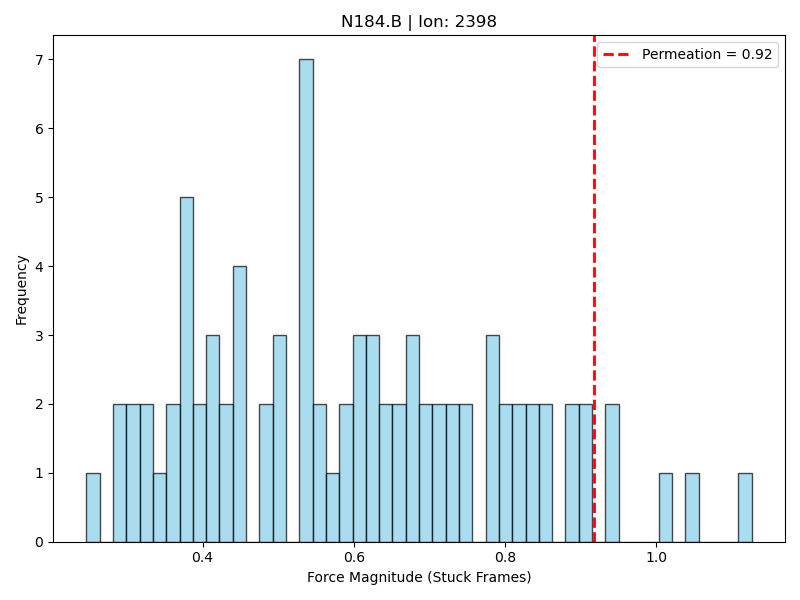 N184.B | Ion: 2398
Permeation = 0.92
7
6
5
4
3
2
1
0
Frequency
0.4 0.6 0.8 1.0
Force Magnitude (Stuck Frames)